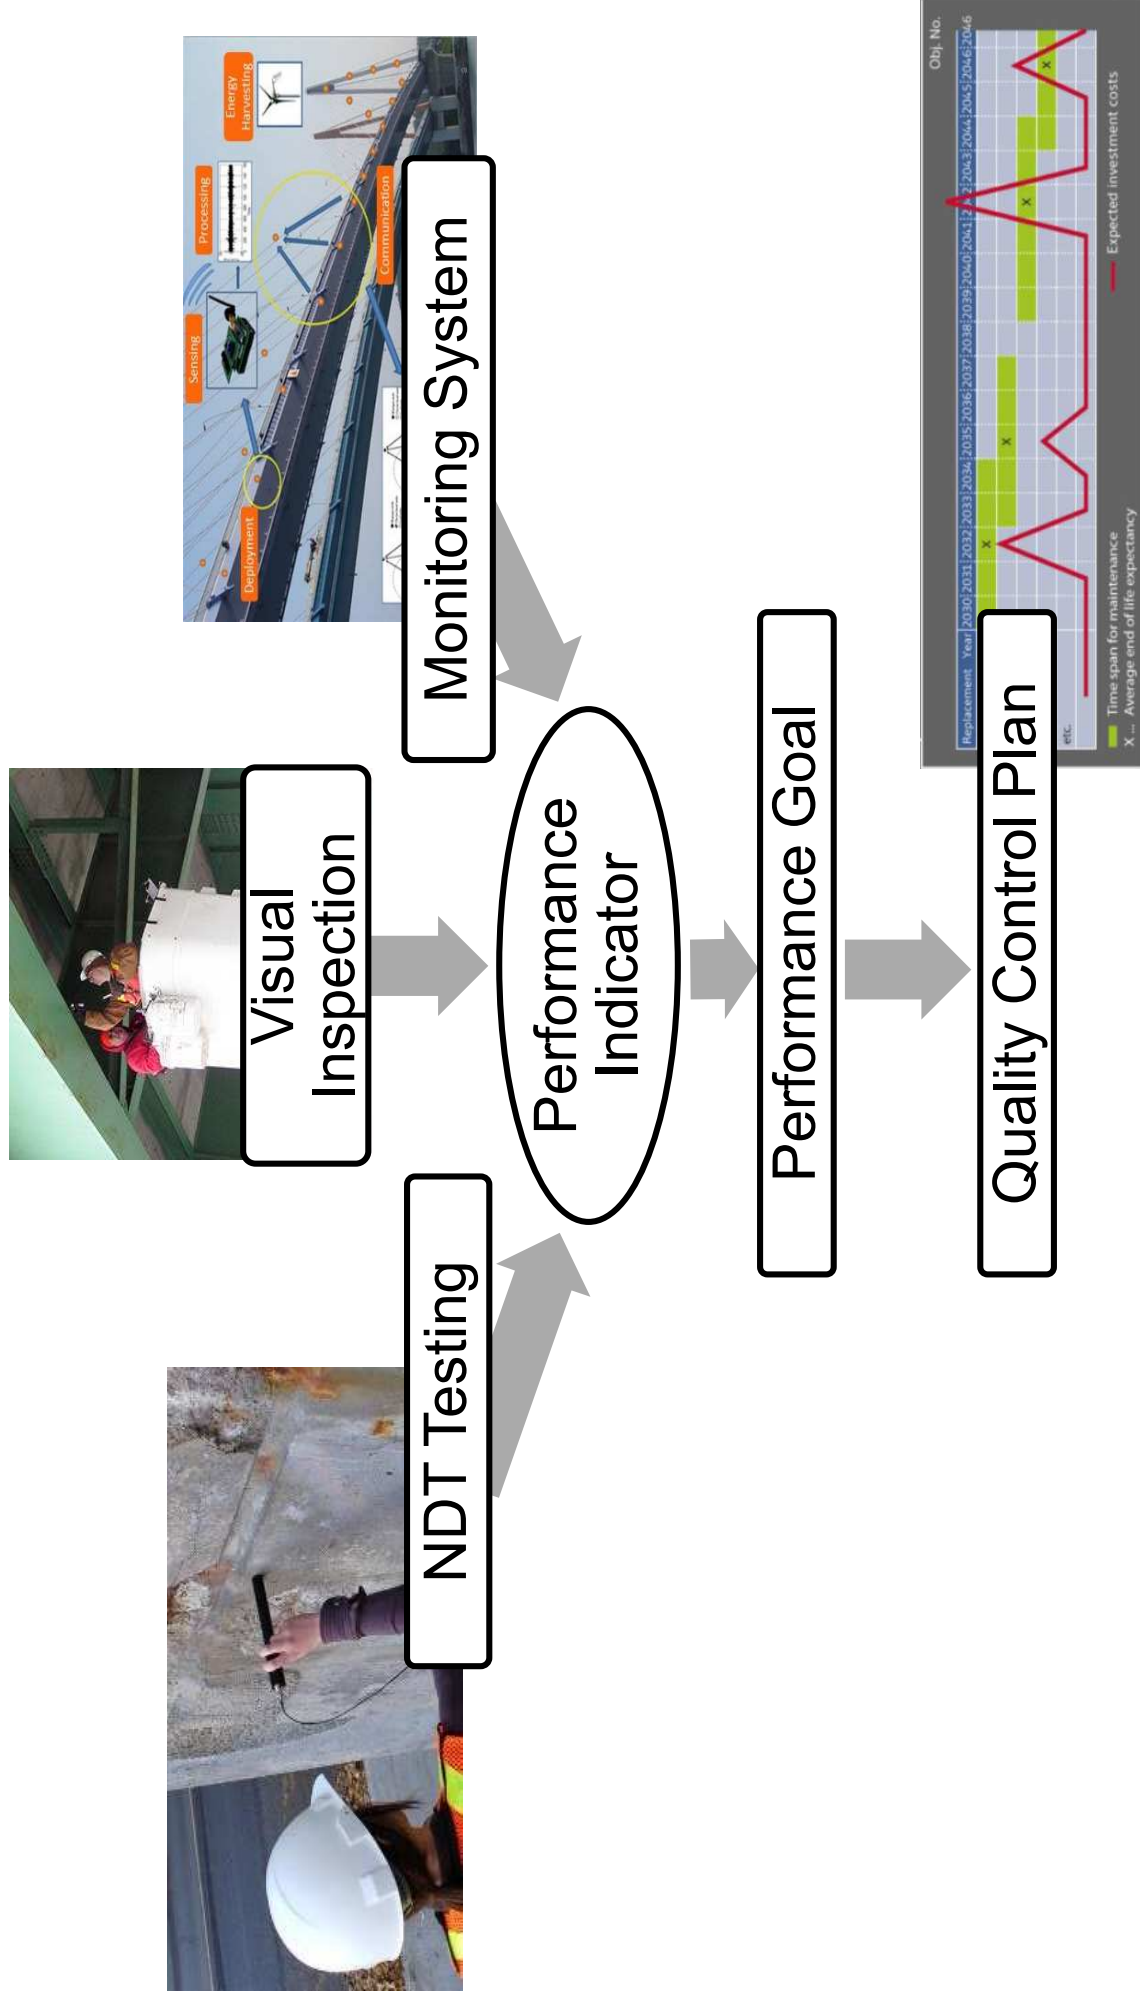 Energy
Harvesting
Processing
Sensing
Communication
Deployment
Visual
Inspection
NDT Testing
Monitoring System
Performance
Indicator
Performance Goal
Quality Control Plan
Obj. No.
Replacement Year 2030 2031 2032 2033 2034 2035 2036 2037 2038 2039 2040 2041 2042 2043 2044 2045 2046 2046
X
X
X
X
etc.
Time span for maintenance
Expected investment costs
X ... Average end of life expectancy